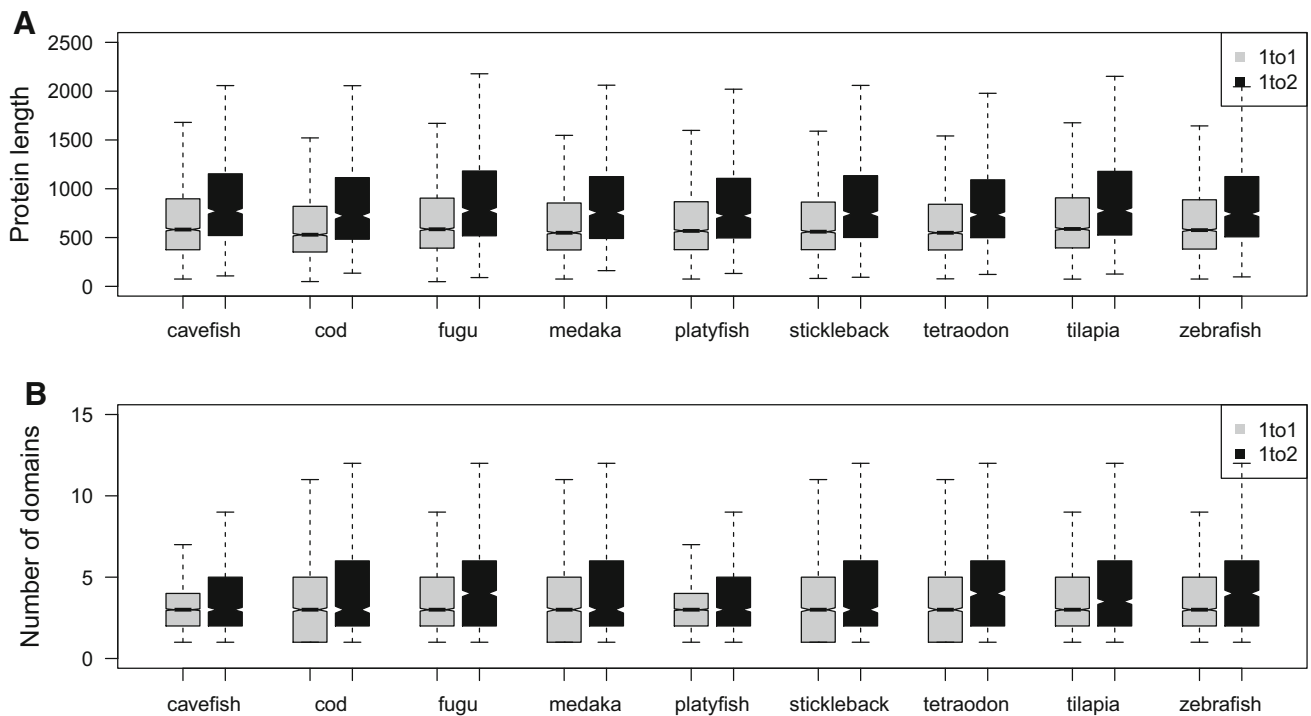 A
2500
2000
1500
1000
500
0
Protein length
1to1
1to2
cavefish cod fugu medaka platyfish stickleback tetraodon tilapia zebrafish
B
15
10
5
0
Number of domains
1to1
1to2
cavefish cod fugu medaka platyfish stickleback tetraodon tilapia zebrafish